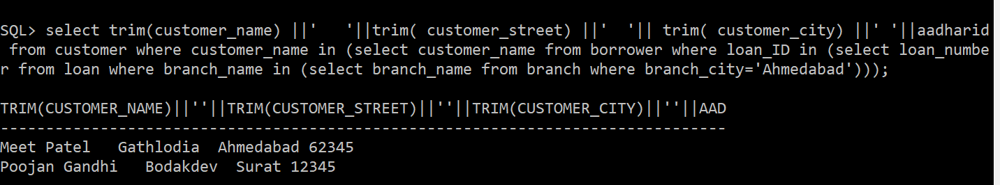 SQL> select trim(customer_name) ||'   '||trim( customer_street) ||'  '|| trim( customer_city) ||' '||aadharid
 from customer where customer_name in (select customer_name from borrower where loan_ID in (select loan_numbe
r from loan where branch_name in (select branch_name from branch where branch_city='Ahmedabad')));
TRIM(CUSTOMER_NAME)||''||TRIM(CUSTOMER_STREET)||''||TRIM(CUSTOMER_CITY)||''||AAD
--------------------------------------------------------------------------------
Meet Patel   Gathlodia  Ahmedabad 62345
Poojan Gandhi   Bodakdev  Surat 12345